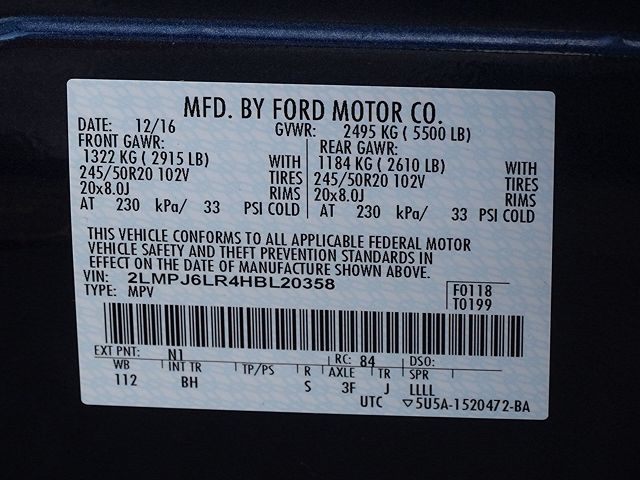 MFD. BY FORD MOTOR CO.
DATE: 12/16 GVWR: 2495 KG ( 5500 LB)
FRONT GAWR: REAR GAWR:
1322 KG ( 2915 LB) WITH 1184 KG ( 2610 LB) WITH
245/50R20 102V TIRES 245/50R20 102V TIRES
20x8.0J RIMS 20x8.0J RIMS
AT 230 kPa/ 33 PSI COLD AT 230 kPa/ 33 PSI COLD
THIS VEHICLE CONFORMS TO ALL APPLICABLE FEDERAL MOTOR
VEHICLE SAFETY AND THEFT PREVENTION STANDARDS IN
EFFECT ON THE DATE OF MANUFACTURE SHOWN ABOVE.
VIN: 2LMPJ6LR4HBL20358 F0118
TYPE: MPV T0199
EXT PNT: N1 RC: 84 DSO:
WB INT TR TP/PS R AXLE TR SPR
112 BH S 3F J LLLL
UTC ▽5U5A-1520472-BA